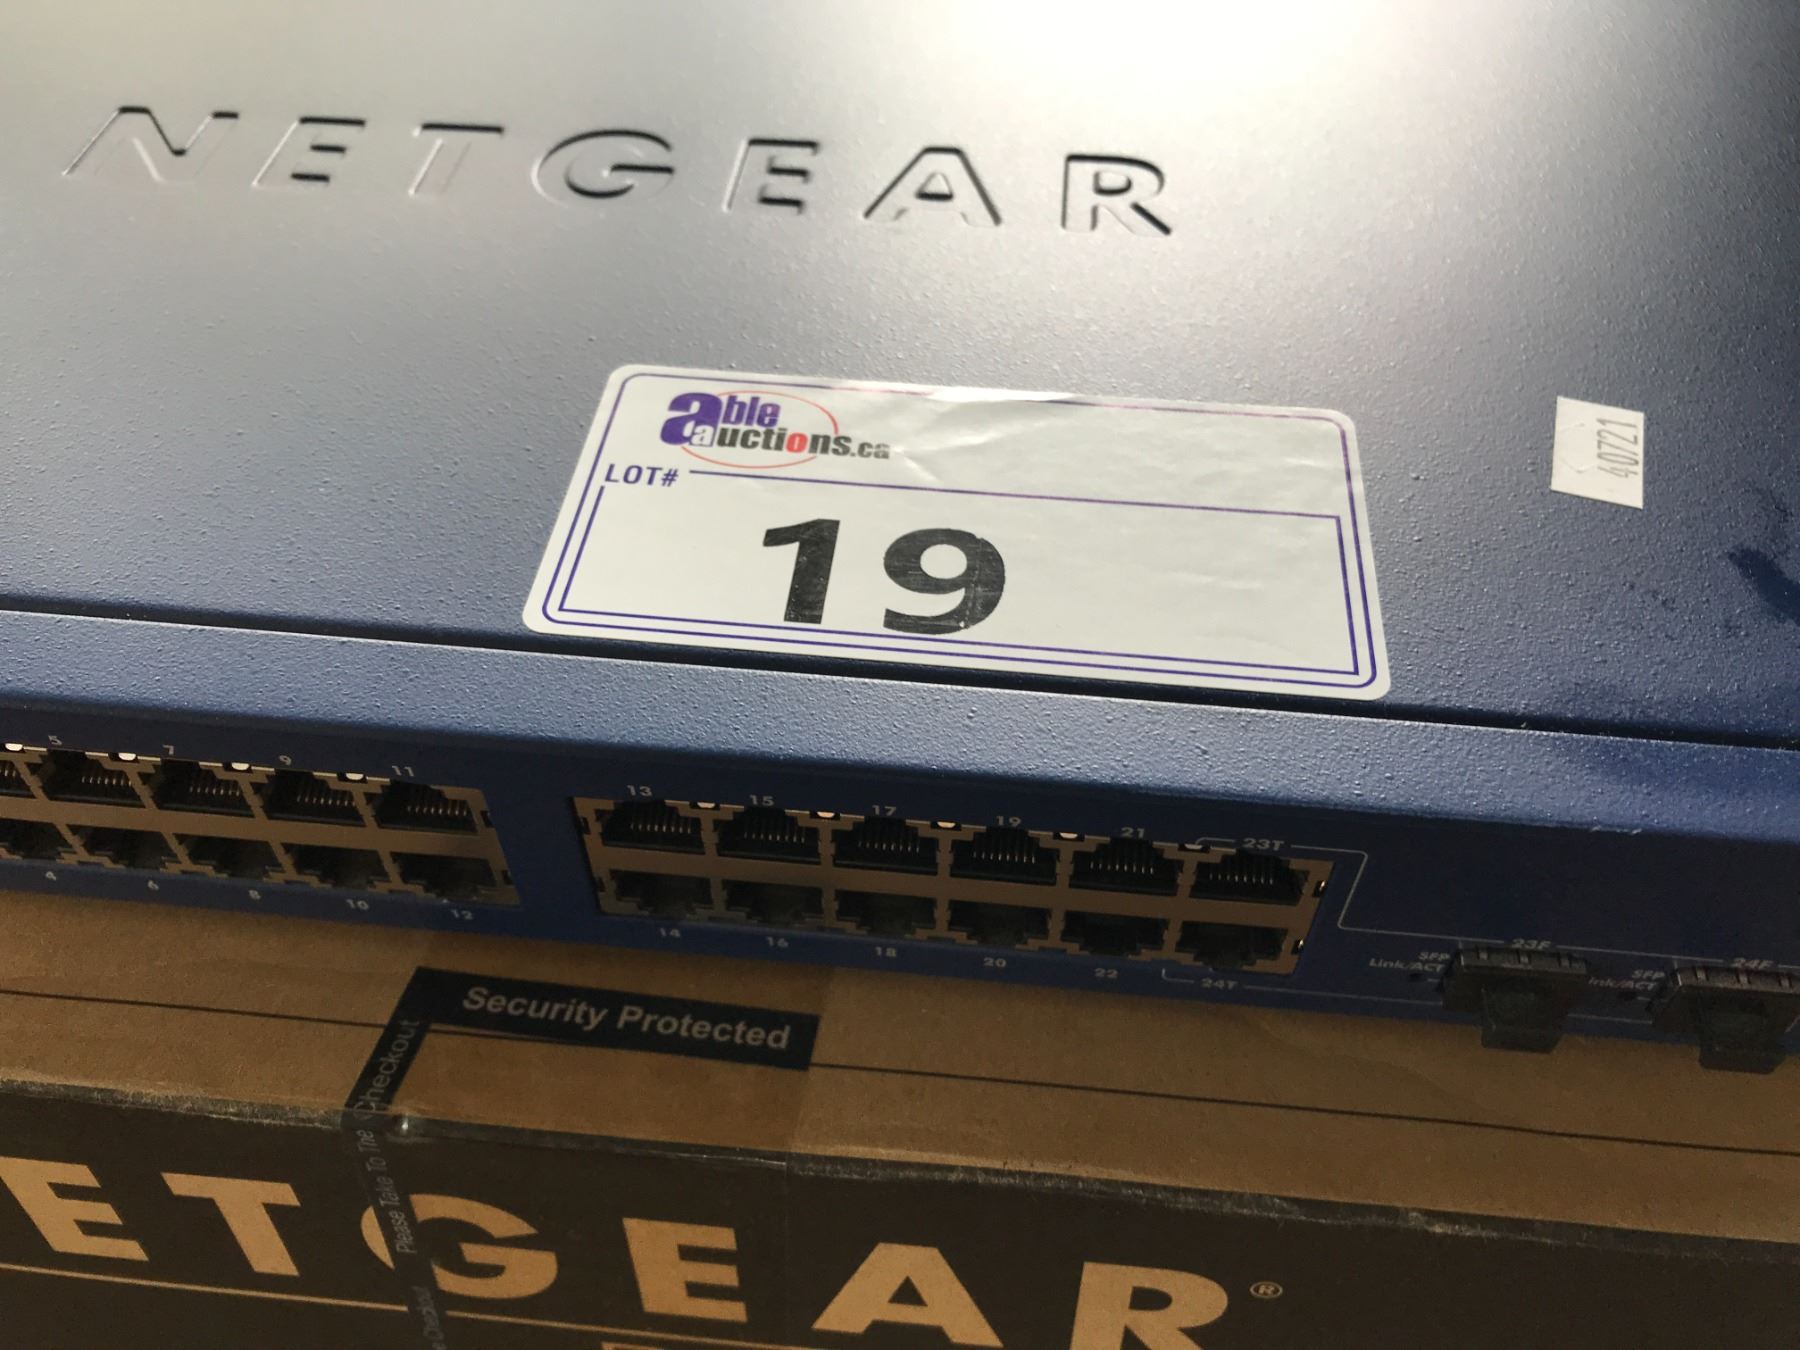 NETGEAR
able
auctions.ca
LOT#
19
40721
5 7 9 11
13 15 17 19 21 23T
4 6 8 10 12
14 16 18 20 22 24T
23F
SFP
Link/ACT
24F
SFP
Link/ACT
Security Protected
Please Take To The Checkout
Checkout
ETGEAR®